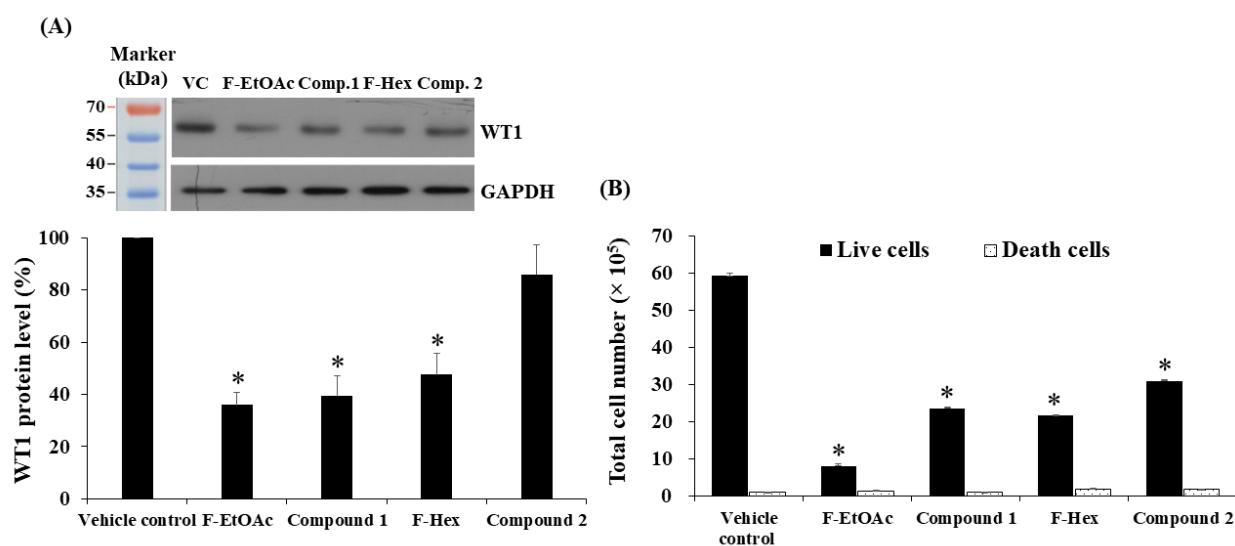 (A)
Marker
(kDa)
VC F-EtOAc Comp.1 F-Hex Comp. 2
70
55
40
35
WT1
GAPDH
WT1 protein level (%)
100
80
60
40
20
0
*
*
*
Vehicle control F-EtOAc Compound 1 F-Hex Compound 2
(B)
Total cell number (× 10⁵)
70
60
50
40
30
20
10
0
Live cells Death cells
*
*
*
*
Vehicle
control
F-EtOAc Compound 1 F-Hex Compound 2